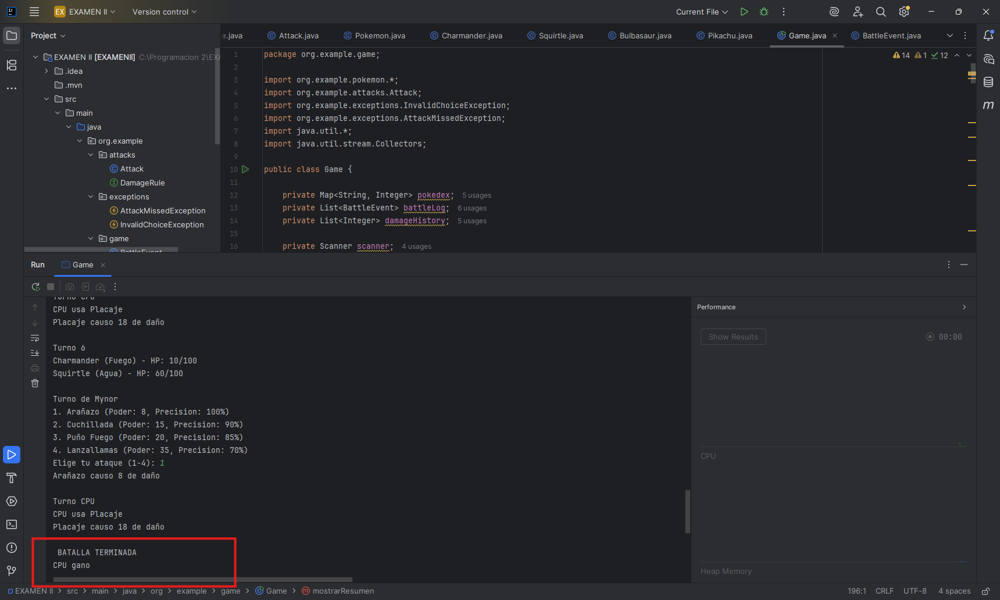 EX EXAMEN II Version control Current File
Project
e.java Attack.java Pokemon.java Charmander.java Squirtle.java Bulbasaur.java Pikachu.java Game.java BattleEvent.java
EXAMEN II [EXAMENII] C:\Programacion 2\EXA
.idea
.mvn
src
main
java
org.example
attacks
Attack
DamageRule
exceptions
AttackMissedException
InvalidChoiceException
game
BattleEvent
14 1 12
1 package org.example.game;
2
3 import org.example.pokemon.*;
4 import org.example.attacks.Attack;
5 import org.example.exceptions.InvalidChoiceException;
6 import org.example.exceptions.AttackMissedException;
7 import java.util.*;
8 import java.util.stream.Collectors;
9
10 public class Game {
11
12 private Map<String, Integer> pokedex; 5 usages
13 private List<BattleEvent> battleLog; 6 usages
14 private List<Integer> damageHistory; 5 usages
15
16 private Scanner scanner; 4 usages
Run Game
Turno CPU
CPU usa Placaje
Placaje causo 18 de daño
Turno 6
Charmander (Fuego) - HP: 10/100
Squirtle (Agua) - HP: 60/100
Turno de Mynor
1. Arañazo (Poder: 8, Precision: 100%)
2. Cuchillada (Poder: 15, Precision: 90%)
3. Puño Fuego (Poder: 20, Precision: 85%)
4. Lanzallamas (Poder: 35, Precision: 70%)
Elige tu ataque (1-4): 1
Arañazo causo 8 de daño
Turno CPU
CPU usa Placaje
Placaje causo 18 de daño
BATALLA TERMINADA
CPU gano
Performance
Show Results 00:00
CPU
Heap Memory
EXAMEN II > src > main > java > org > example > game > Game > mostrarResumen
196:1 CRLF UTF-8 4 spaces